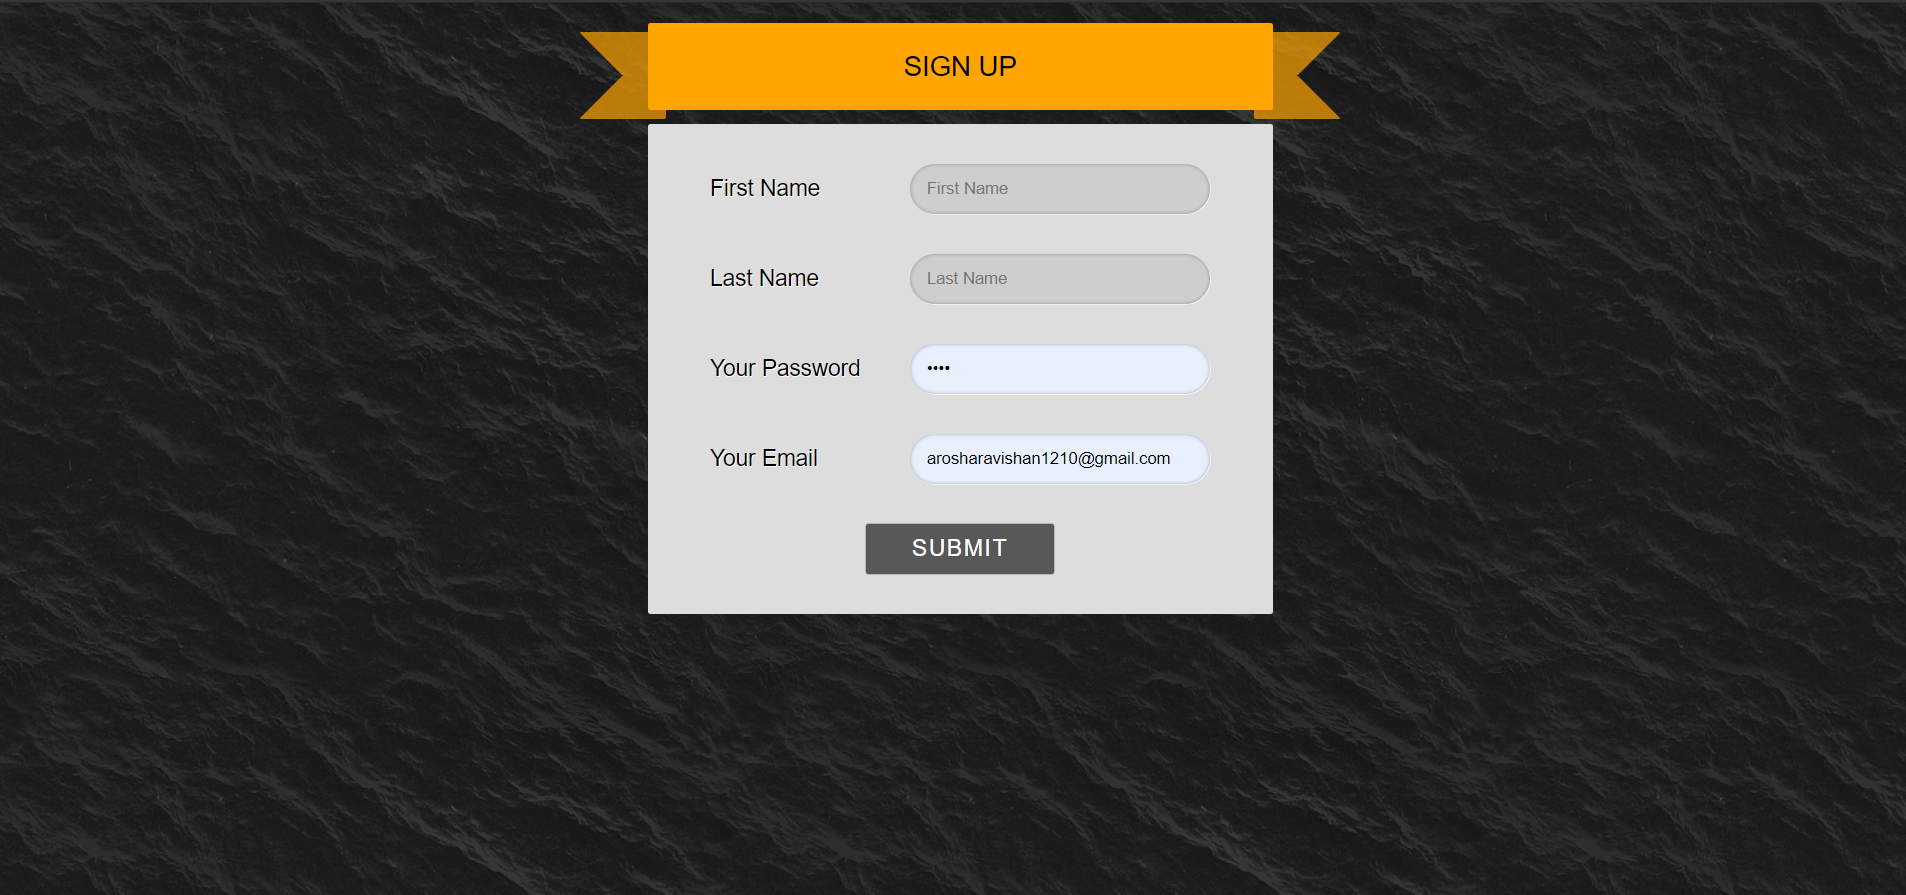 SIGN UP
First Name First Name
Last Name Last Name
Your Password ••••
Your Email arosharavishan1210@gmail.com
SUBMIT